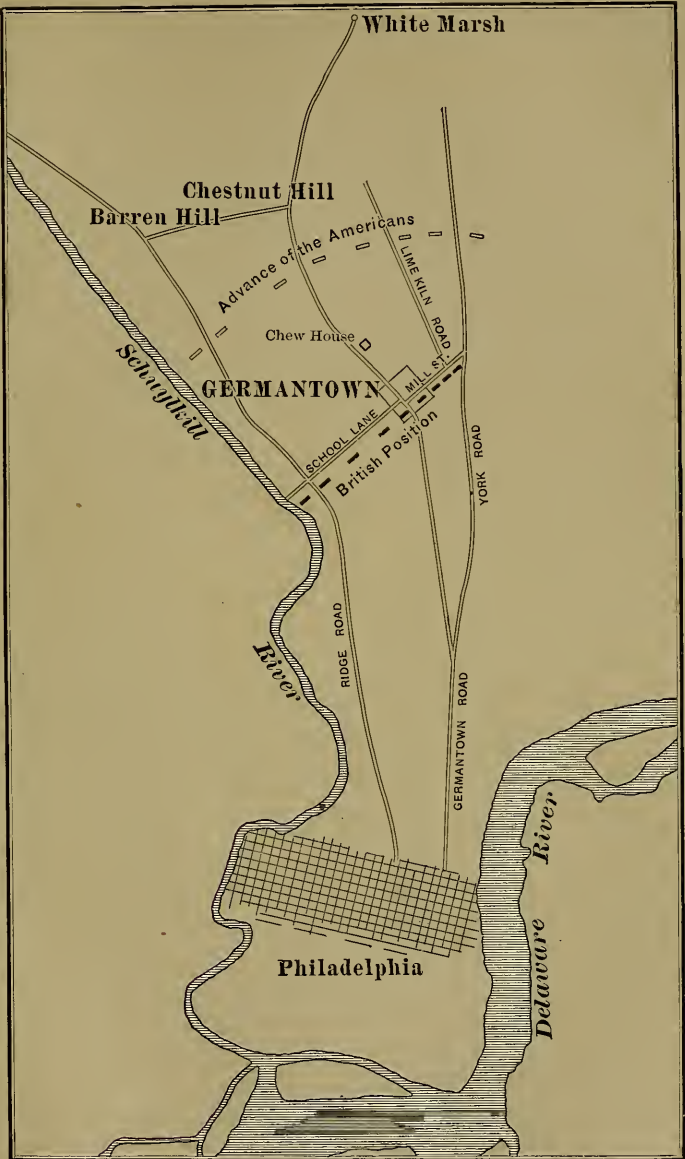 White Marsh
Chestnut Hill
Barren Hill
Advance of the Americans
LIME KILN ROAD
Chew House
Schuylkill
GERMANTOWN
MILL ST.
SCHOOL LANE
British Position
YORK ROAD
River
RIDGE ROAD
GERMANTOWN ROAD
River
Delaware
Philadelphia